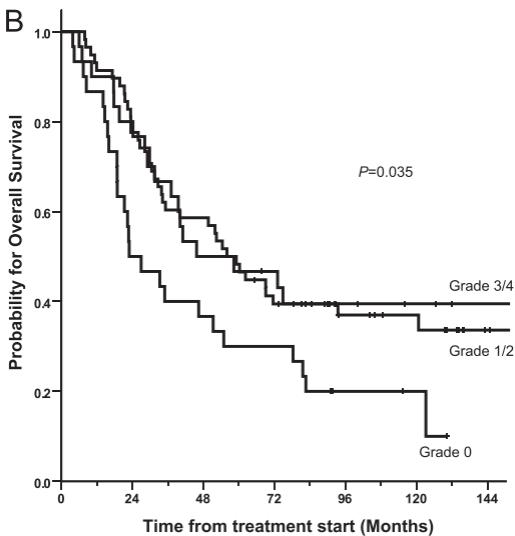 B
Probability for Overall Survival
1.0
0.8
0.6
0.4
0.2
0.0
P=0.035
Grade 3/4
Grade 1/2
Grade 0
0 24 48 72 96 120 144
Time from treatment start (Months)